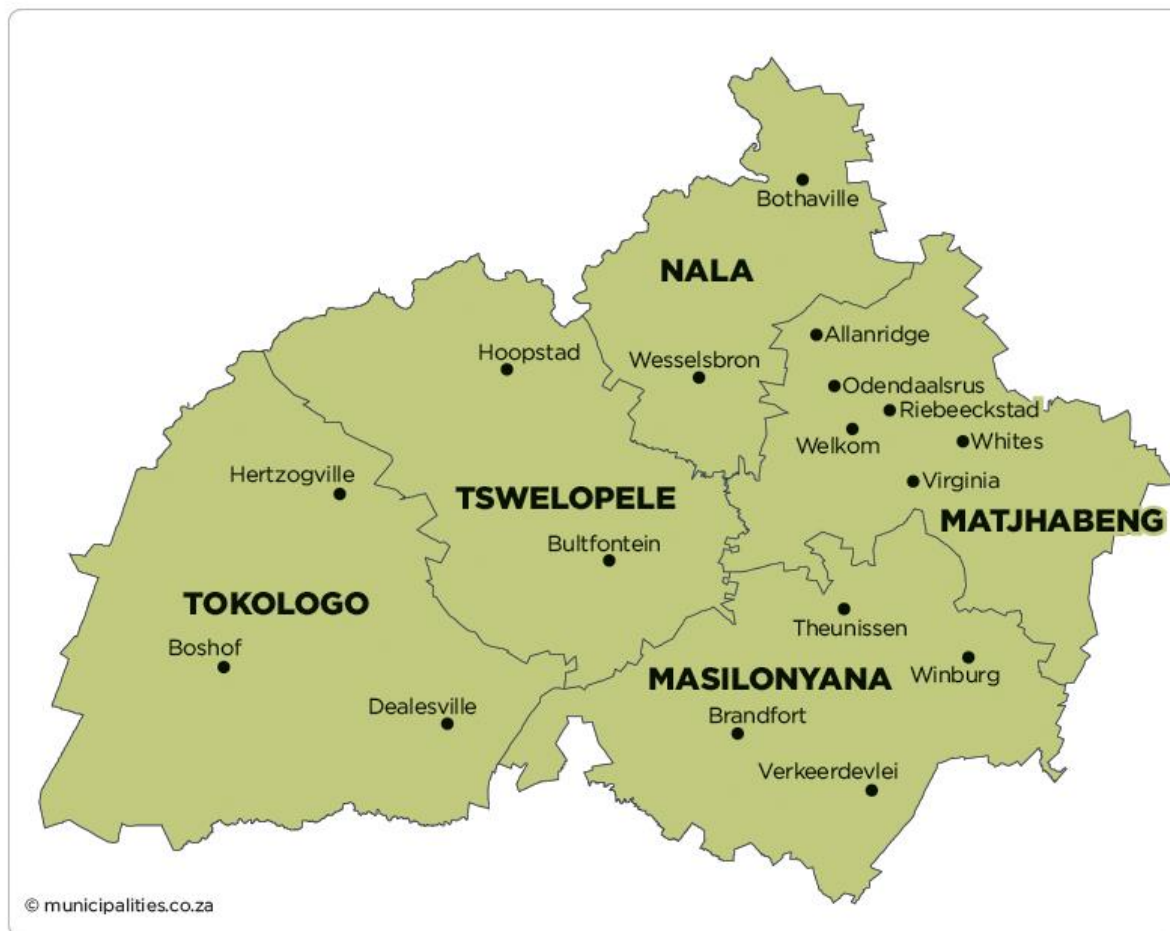 Bothaville
NALA
Allanridge
Hoopstad
Wesselsbron
Odendaalsrus
Riebeeckstad
Welkom
Whites
Hertzogville
Virginia
TSWELOPELE
MATJHABENG
Bultfontein
TOKOLOGO
Theunissen
Boshof
Winburg
MASILONYANA
Dealesville
Brandfort
Verkeerdevlei
© municipalities.co.za